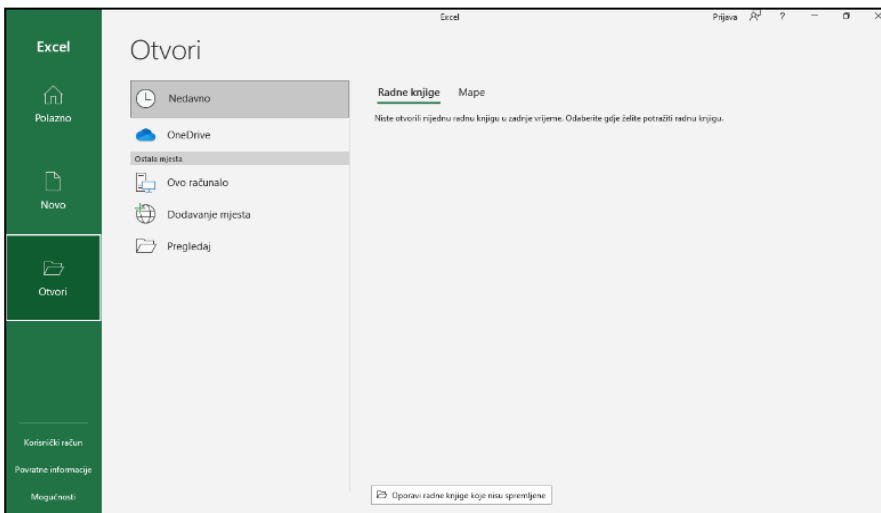 Excel
Prijava
?
Excel
Polazno
Novo
Otvori
Korisnički račun
Povratne informacije
Mogućnosti
Otvori
Nedavno
OneDrive
Ostala mjesta
Ovo računalo
Dodavanje mjesta
Pregledaj
Radne knjige Mape
Niste otvorili nijednu radnu knjigu u zadnje vrijeme. Odaberite gdje želite potražiti radnu knjigu.
Oporavi radne knjige koje nisu spremljene